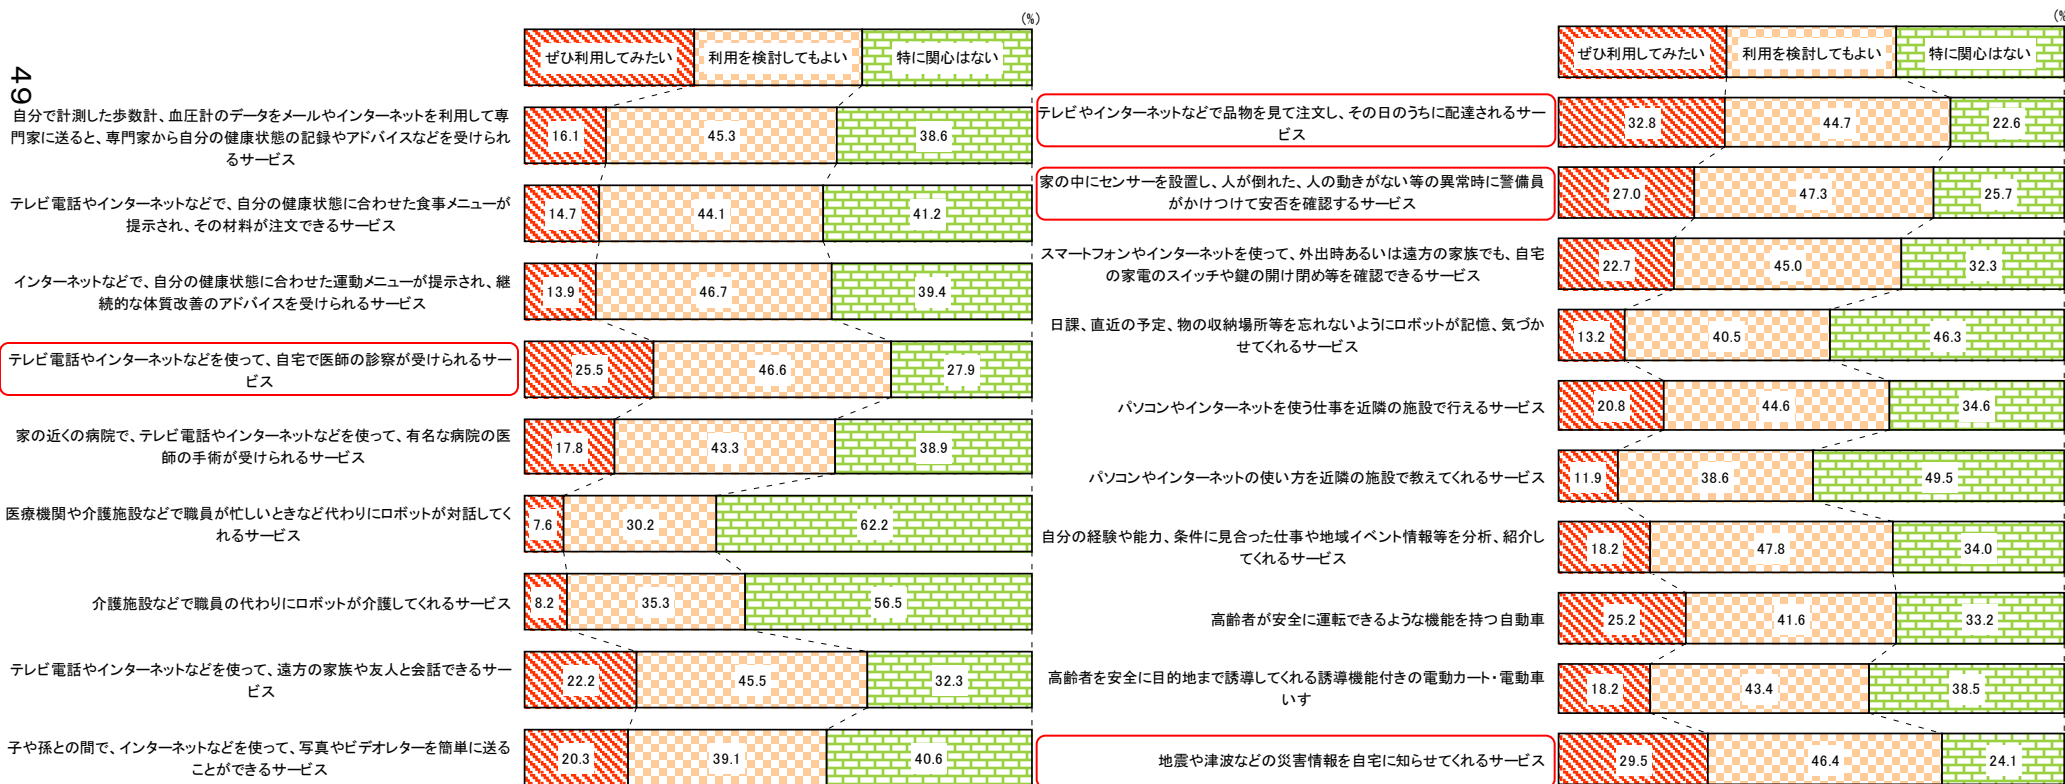 49
(%)
ぜひ利用してみたい 利用を検討してもよい 特に関心はない
自分で計測した歩数計、血圧計のデータをメールやインターネットを利用して専
門家に送ると、専門家から自分の健康状態の記録やアドバイスなどを受けられ
るサービス
16.1 45.3 38.6
テレビ電話やインターネットなどで、自分の健康状態に合わせた食事メニューが
提示され、その材料が注文できるサービス
14.7 44.1 41.2
インターネットなどで、自分の健康状態に合わせた運動メニューが提示され、継
続的な体質改善のアドバイスを受けられるサービス
13.9 46.7 39.4
テレビ電話やインターネットなどを使って、自宅で医師の診察が受けられるサー
ビス
25.5 46.6 27.9
家の近くの病院で、テレビ電話やインターネットなどを使って、有名な病院の医
師の手術が受けられるサービス
17.8 43.3 38.9
医療機関や介護施設などで職員が忙しいときなど代わりにロボットが対話してく
れるサービス
7.6 30.2 62.2
介護施設などで職員の代わりにロボットが介護してくれるサービス
8.2 35.3 56.5
テレビ電話やインターネットなどを使って、遠方の家族や友人と会話できるサー
ビス
22.2 45.5 32.3
子や孫との間で、インターネットなどを使って、写真やビデオレターを簡単に送る
ことができるサービス
20.3 39.1 40.6
(%
ぜひ利用してみたい 利用を検討してもよい 特に関心はない
テレビやインターネットなどで品物を見て注文し、その日のうちに配達されるサー
ビス
32.8 44.7 22.6
家の中にセンサーを設置し、人が倒れた、人の動きがない等の異常時に警備員
がかけつけて安否を確認するサービス
27.0 47.3 25.7
スマートフォンやインターネットを使って、外出時あるいは遠方の家族でも、自宅
の家電のスイッチや鍵の開け閉め等を確認できるサービス
22.7 45.0 32.3
日課、直近の予定、物の収納場所等を忘れないようにロボットが記憶、気づか
せてくれるサービス
13.2 40.5 46.3
パソコンやインターネットを使う仕事を近隣の施設で行えるサービス
20.8 44.6 34.6
パソコンやインターネットの使い方を近隣の施設で教えてくれるサービス
11.9 38.6 49.5
自分の経験や能力、条件に見合った仕事や地域イベント情報等を分析、紹介し
てくれるサービス
18.2 47.8 34.0
高齢者が安全に運転できるような機能を持つ自動車
25.2 41.6 33.2
高齢者を安全に目的地まで誘導してくれる誘導機能付きの電動カート・電動車
いす
18.2 43.4 38.5
地震や津波などの災害情報を自宅に知らせてくれるサービス
29.5 46.4 24.1